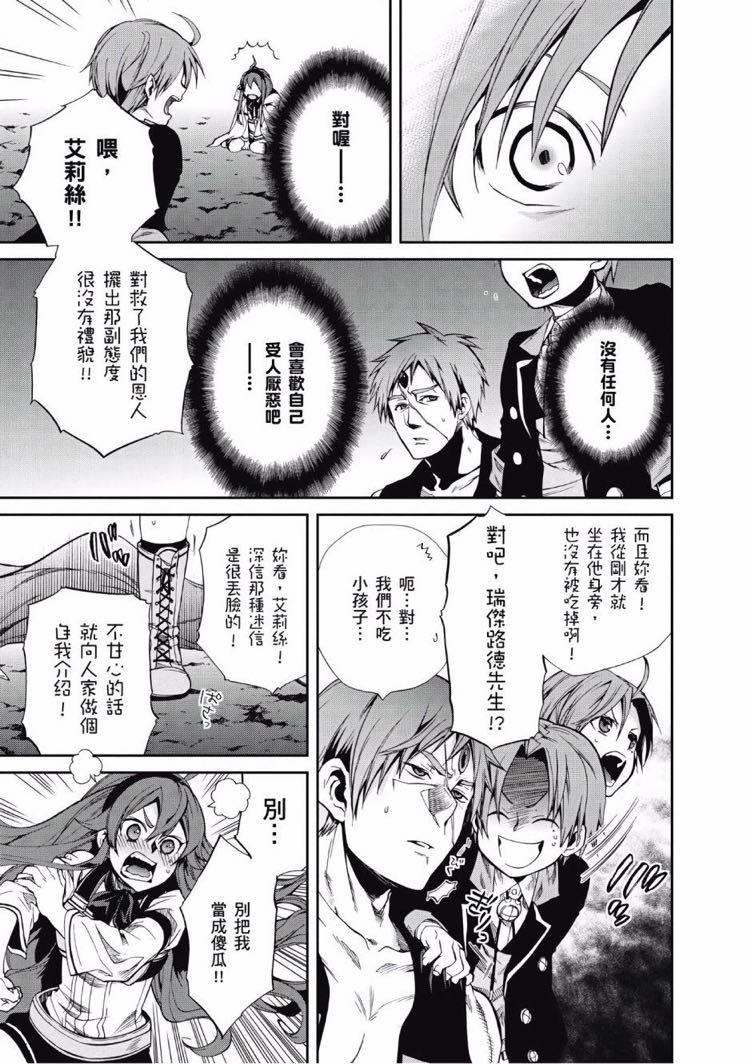 對喔——…
喂，
艾莉絲!!
沒有任何人…
會喜歡自己
受人厭惡吧
——…
對救了我們的恩人
擺出那副態度
很沒有禮貌!!
而且妳看！
我從剛才就
坐在他身旁，
也沒有被吃掉啊！
對吧，瑞傑路德先生!?
呃…對…
我們不吃
小孩子…
妳看，艾莉絲！
深信那種迷信
是很丟臉的！
不甘心的話
就向人家做個
自我介紹！
別…
別把我
當成傻瓜!!